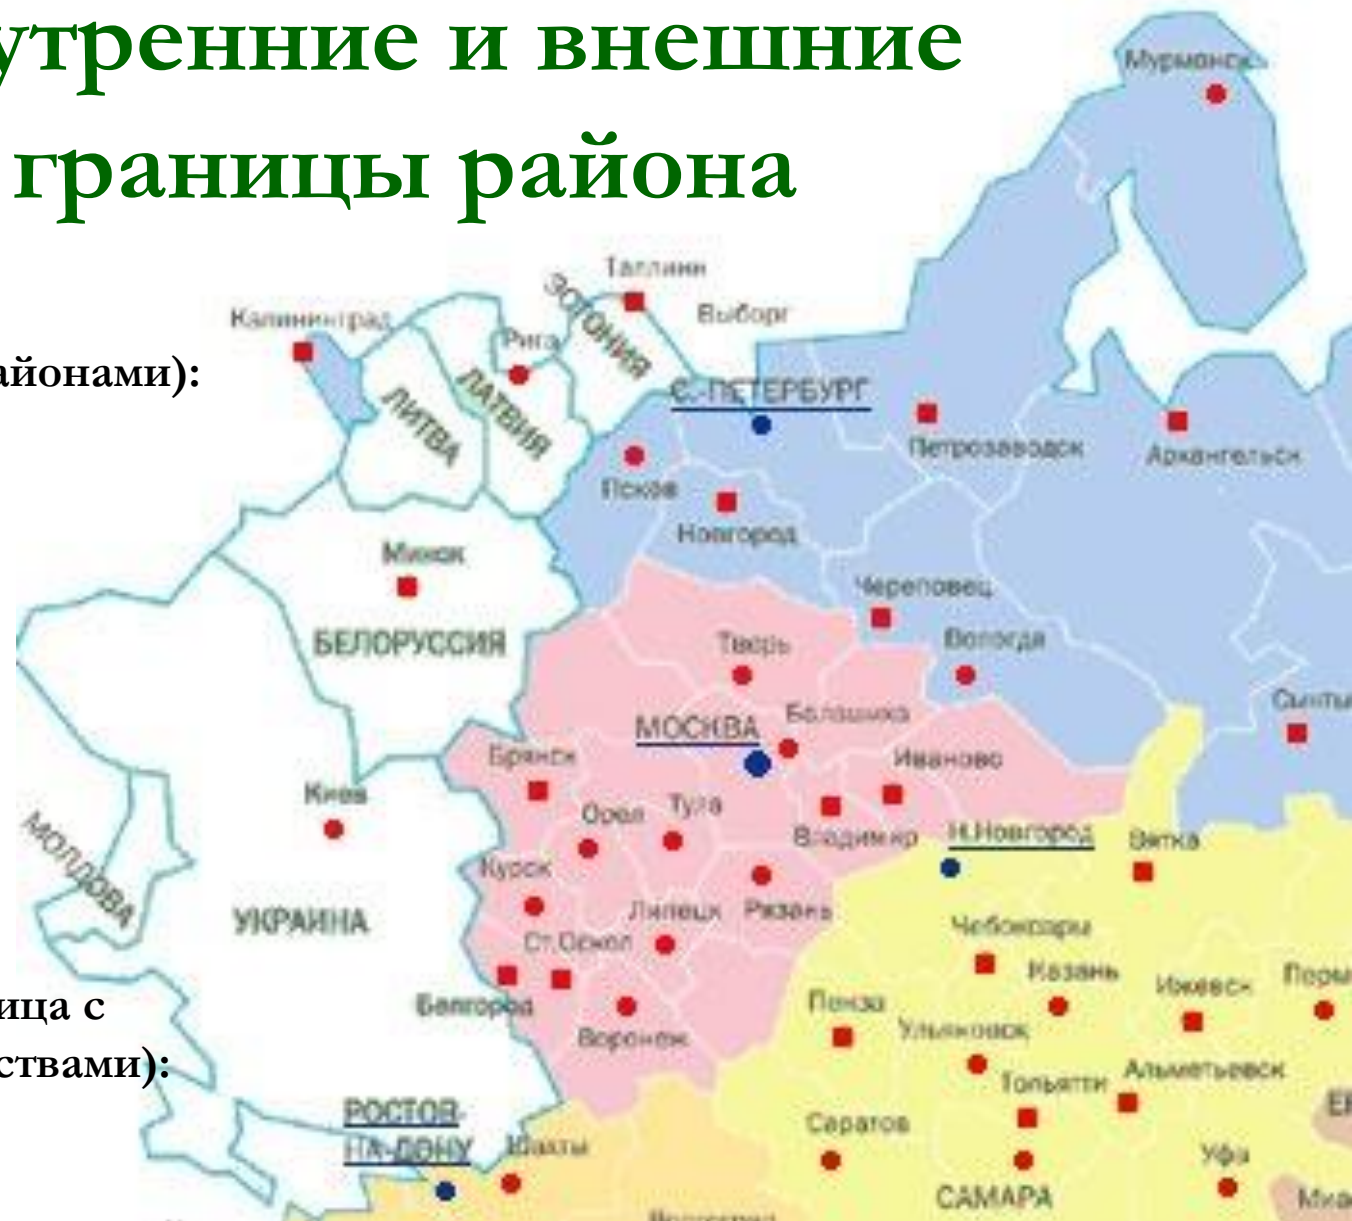 утренние и внешние
границы района
Мурманск
Таллинн
ЭСТОНИЯ
Выборг
Калининград
Рига
айонами):
С.-ПЕТЕРБУРГ
ЛАТВИЯ
ЛИТВА
Петрозаводск
Архангельск
Псков
Новгород
Минск
Череповец
БЕЛОРУССИЯ
Тверь
Вологда
МОСКВА
Балашиха
Сыкты
Брянск
Иваново
Киев
Орел
Тула
Владимир
Н.Новгород
Вятка
МОЛДОВА
Курск
УКРАИНА
Липецк
Рязань
Чебоксары
Ст.Оскол
Казань
Ижевск
Перм
ица с
Белгород
Пенза
Воронеж
Ульяновск
ствами):
Тольятти
Альметьевск
РОСТОВ-
НА-ДОНУ
Шахты
Саратов
Уфа
САМАРА